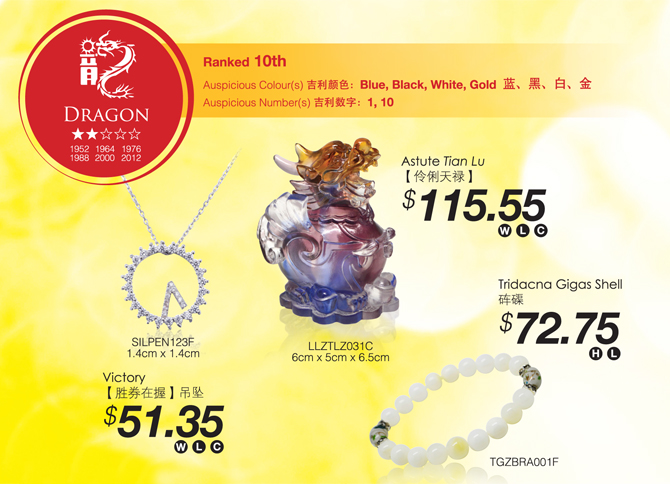 龍
DRAGON
★★☆☆☆
1952 1964 1976
1988 2000 2012
Ranked 10th
Auspicious Colour(s) 吉利颜色: Blue, Black, White, Gold 蓝、黑、白、金
Auspicious Number(s) 吉利数字: 1, 10
Astute Tian Lu
【伶俐天禄】
$115.55
W L C
Tridacna Gigas Shell
砗磲
$72.75
H L
SILPEN123F
1.4cm x 1.4cm
LLZTLZ031C
6cm x 5cm x 6.5cm
Victory
【胜券在握】吊坠
$51.35
W L C
TGZBRA001F